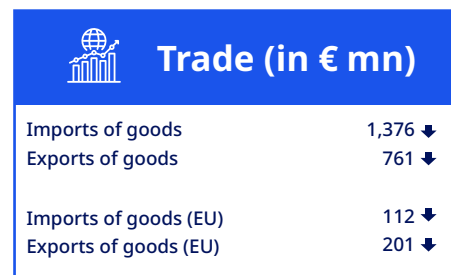 Trade (in € mn)
Imports of goods 1,376
Exports of goods 761
Imports of goods (EU) 112
Exports of goods (EU) 201